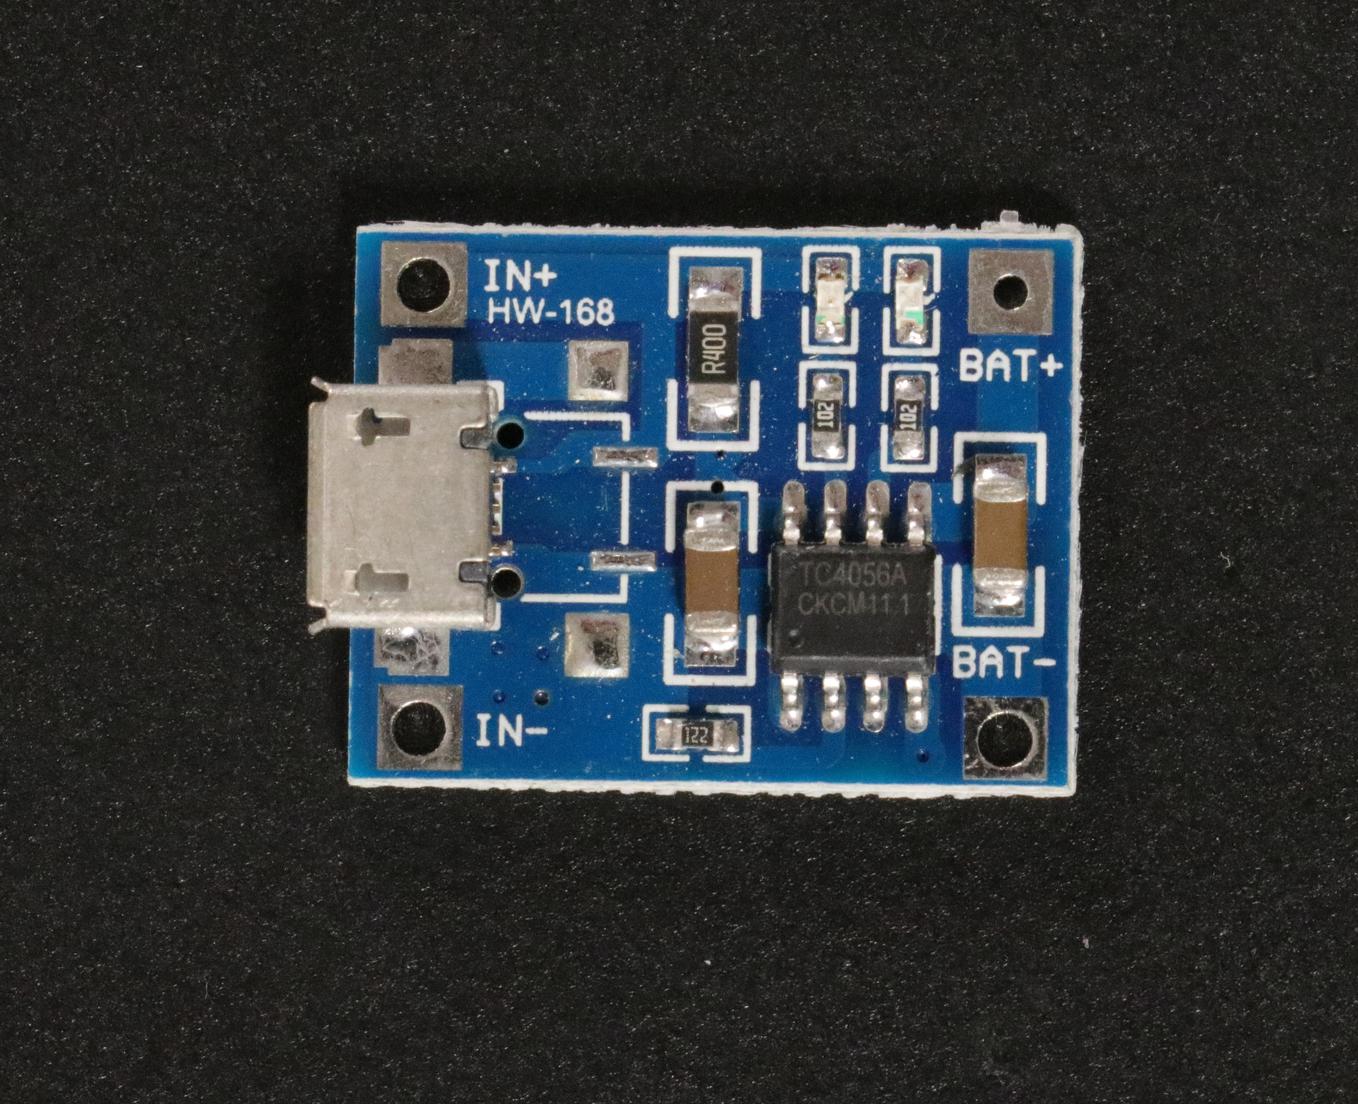 IN+
HW-168
R400
102
102
BAT+
TC4056A
CKCM11 1
BAT-
IN-
122